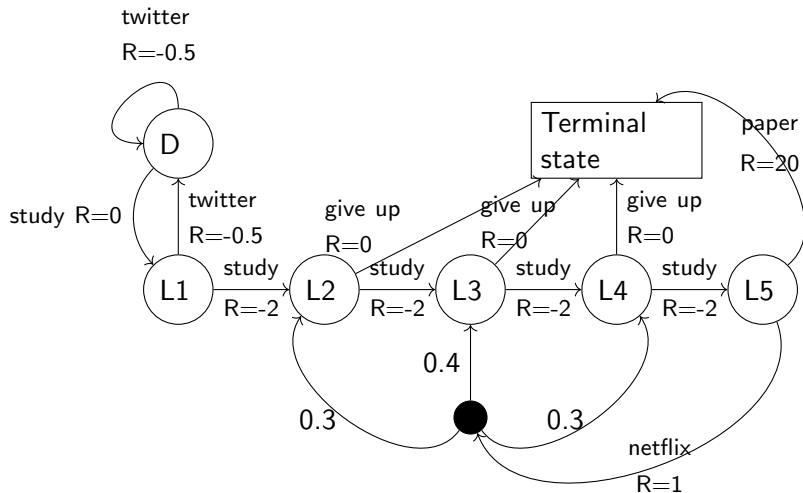 twitter
R=-0.5
D
Terminal
state
paper
R=20
study R=0
twitter
R=-0.5
give up
R=0
give up
R=0
give up
R=0
L1
study
R=-2
L2
study
R=-2
L3
study
R=-2
L4
study
R=-2
L5
0.4
0.3
0.3
netflix
R=1